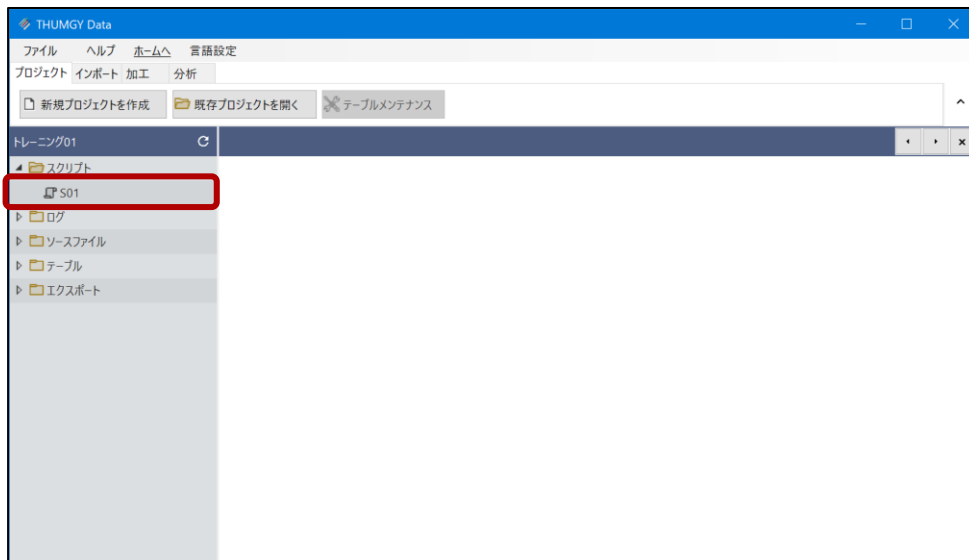 THUMGY Data
ファイル ヘルプ ホームへ 言語設定
プロジェクト インポート 加工 分析
新規プロジェクトを作成 既存プロジェクトを開く テーブルメンテナンス
トレーニング01
スクリプト
S01
ログ
ソースファイル
テーブル
エクスポート